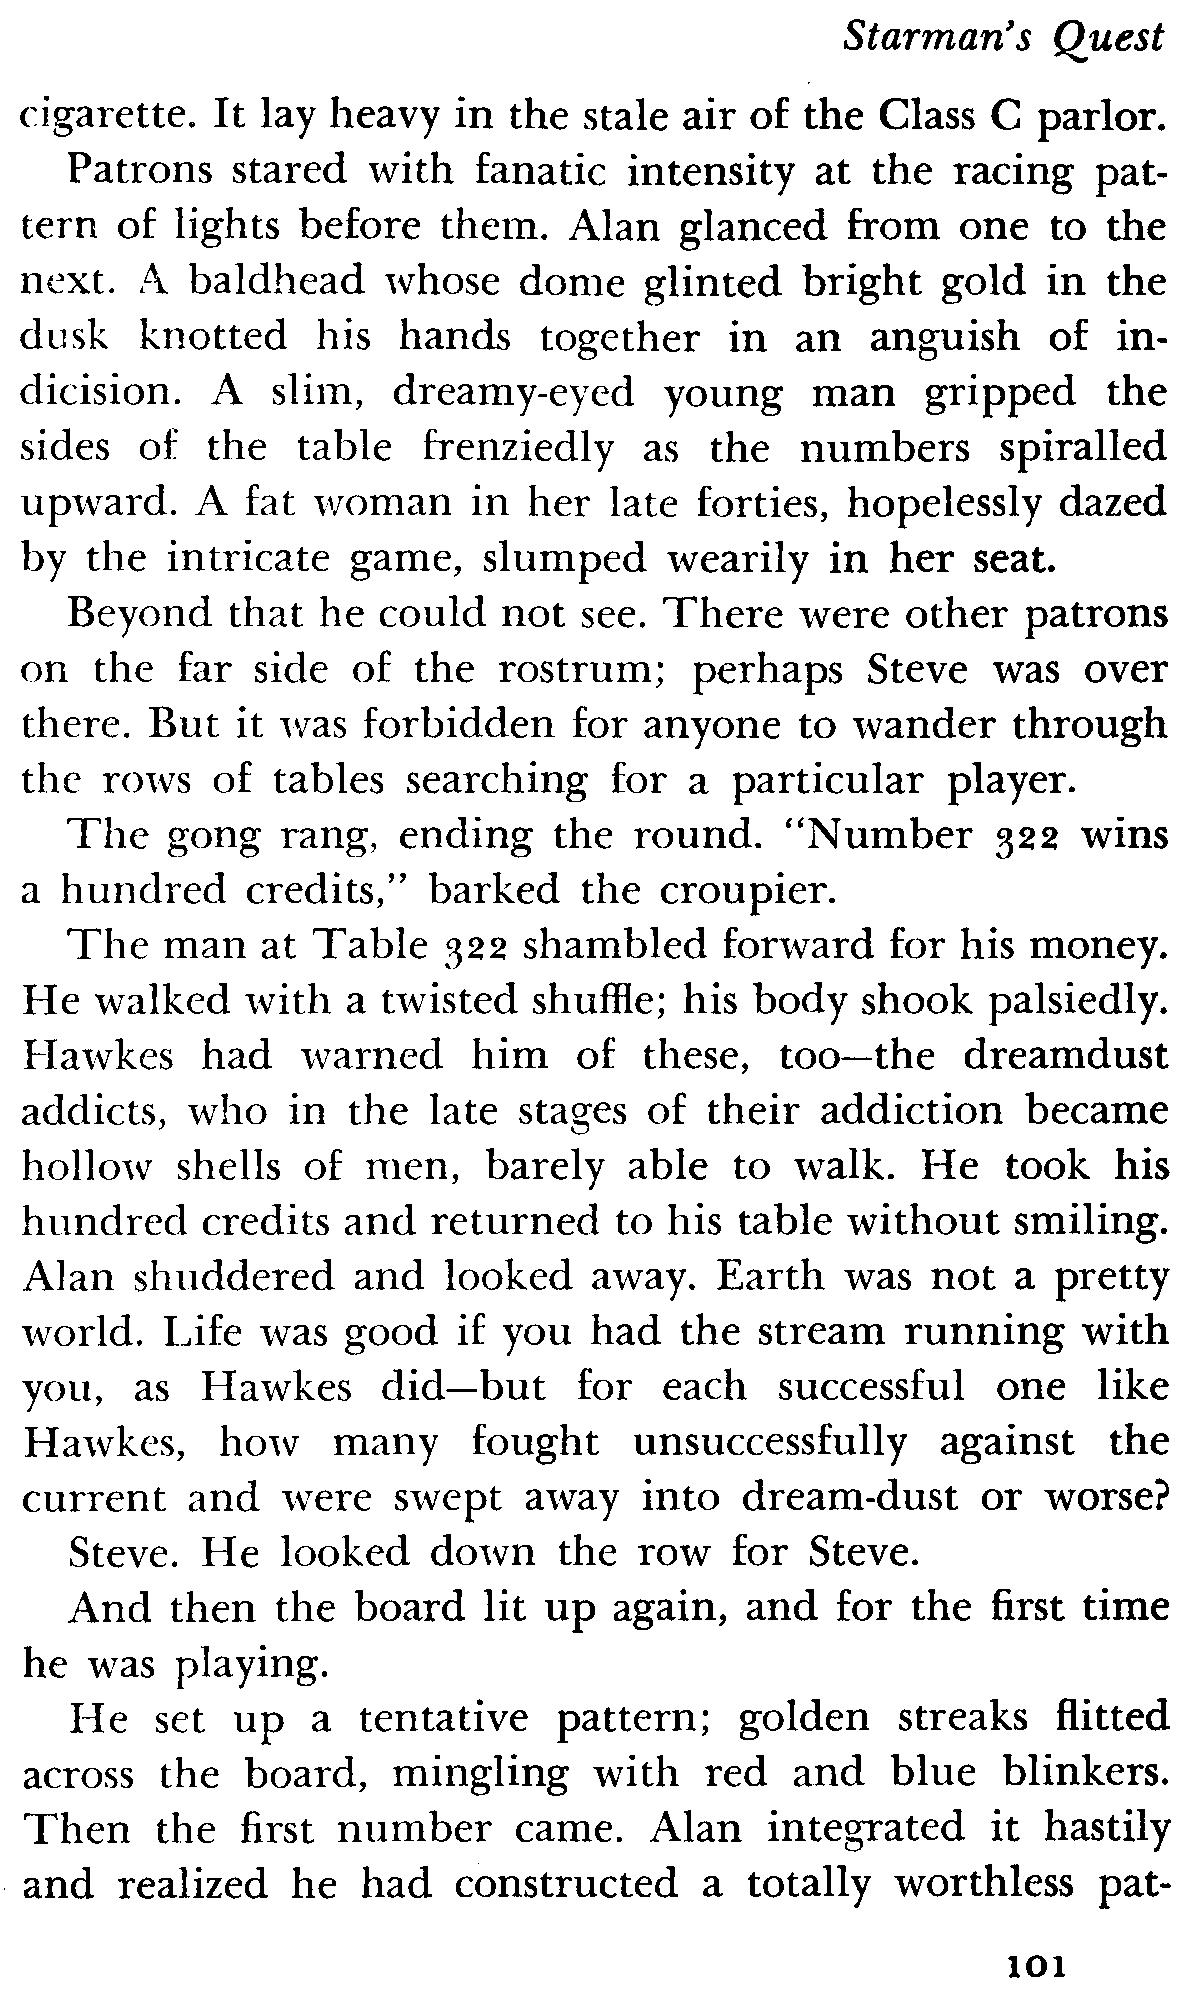 Starman's Quest
cigarette. It lay heavy in the stale air of the Class C parlor.
Patrons stared with fanatic intensity at the racing pat-
tern of lights before them. Alan glanced from one to the
next. A baldhead whose dome glinted bright gold in the
dusk knotted his hands together in an anguish of in-
dicision. A slim, dreamy-eyed young man gripped the
sides of the table frenziedly as the numbers spiralled
upward. A fat woman in her late forties, hopelessly dazed
by the intricate game, slumped wearily in her seat.
Beyond that he could not see. There were other patrons
on the far side of the rostrum; perhaps Steve was over
there. But it was forbidden for anyone to wander through
the rows of tables searching for a particular player.
The gong rang, ending the round. "Number 322 wins
a hundred credits," barked the croupier.
The man at Table 322 shambled forward for his money.
He walked with a twisted shuffle; his body shook palsiedly.
Hawkes had warned him of these, too—the dreamdust
addicts, who in the late stages of their addiction became
hollow shells of men, barely able to walk. He took his
hundred credits and returned to his table without smiling.
Alan shuddered and looked away. Earth was not a pretty
world. Life was good if you had the stream running with
you, as Hawkes did—but for each successful one like
Hawkes, how many fought unsuccessfully against the
current and were swept away into dream-dust or worse?
Steve. He looked down the row for Steve.
And then the board lit up again, and for the first time
he was playing.
He set up a tentative pattern; golden streaks flitted
across the board, mingling with red and blue blinkers.
Then the first number came. Alan integrated it hastily
and realized he had constructed a totally worthless pat-
101